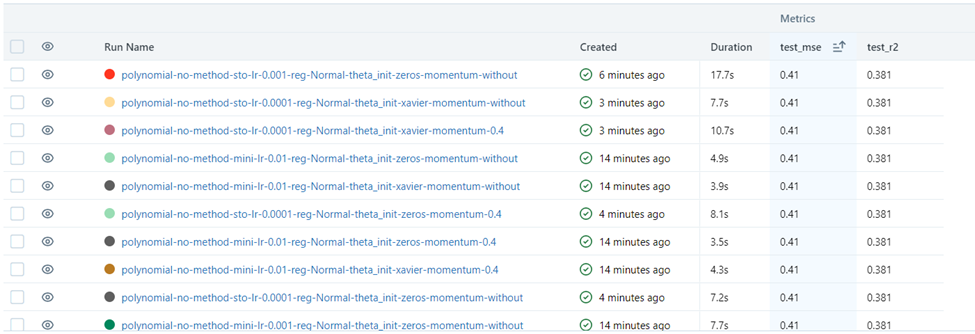 Metrics
Run Name Created Duration test_mse test_r2
polynomial-no-method-sto-lr-0.001-reg-Normal-theta_init-zeros-momentum-without 6 minutes ago 17.7s 0.41 0.381
polynomial-no-method-sto-lr-0.0001-reg-Normal-theta_init-xavier-momentum-without 3 minutes ago 7.7s 0.41 0.381
polynomial-no-method-sto-lr-0.0001-reg-Normal-theta_init-xavier-momentum-0.4 3 minutes ago 10.7s 0.41 0.381
polynomial-no-method-mini-lr-0.01-reg-Normal-theta_init-zeros-momentum-without 14 minutes ago 4.9s 0.41 0.381
polynomial-no-method-mini-lr-0.01-reg-Normal-theta_init-xavier-momentum-without 14 minutes ago 3.9s 0.41 0.381
polynomial-no-method-sto-lr-0.0001-reg-Normal-theta_init-zeros-momentum-0.4 4 minutes ago 8.1s 0.41 0.381
polynomial-no-method-mini-lr-0.01-reg-Normal-theta_init-zeros-momentum-0.4 14 minutes ago 3.5s 0.41 0.381
polynomial-no-method-mini-lr-0.01-reg-Normal-theta_init-xavier-momentum-0.4 14 minutes ago 4.3s 0.41 0.381
polynomial-no-method-sto-lr-0.0001-reg-Normal-theta_init-zeros-momentum-without 4 minutes ago 7.2s 0.41 0.381
polynomial-no-method-mini-lr-0.001-reg-Normal-theta_init-zeros-momentum-without 14 minutes ago 7.7s 0.41 0.381